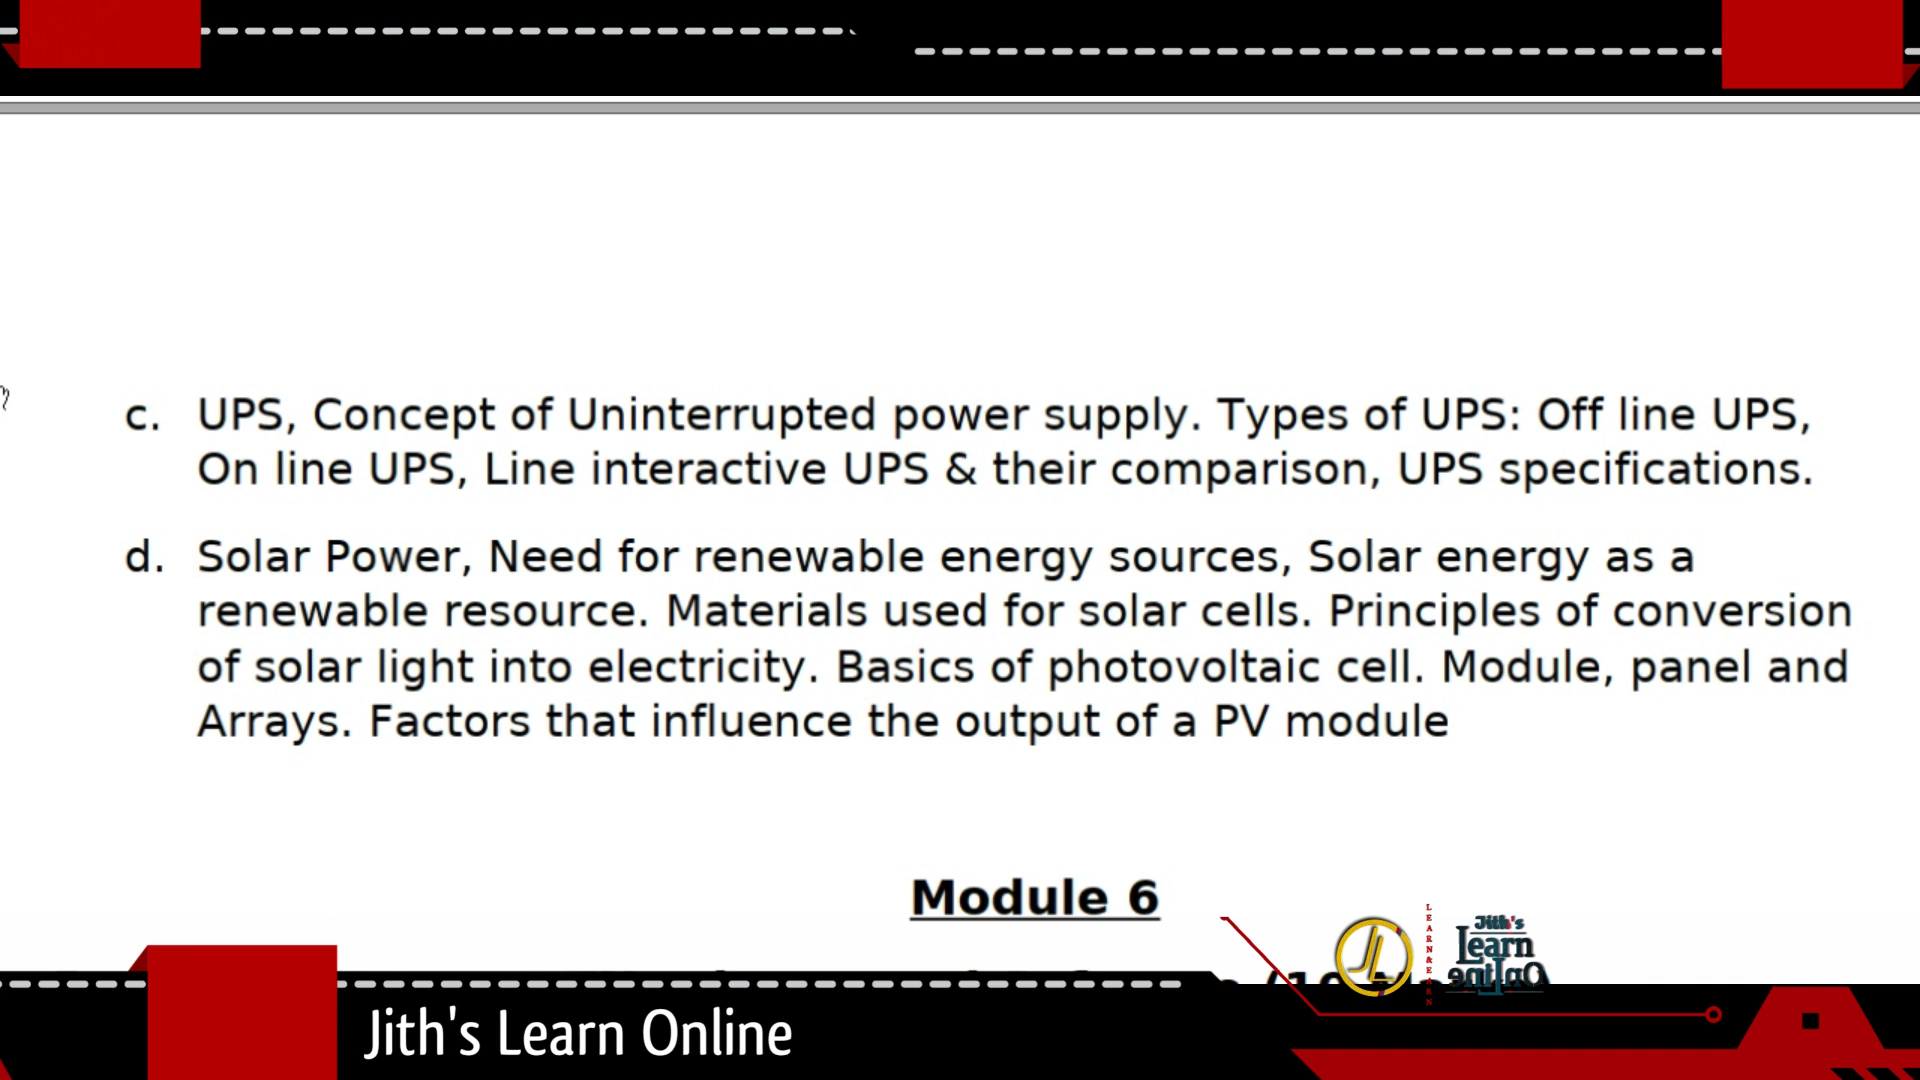 c. UPS, Concept of Uninterrupted power supply. Types of UPS: Off line UPS,
On line UPS, Line interactive UPS & their comparison, UPS specifications.
d. Solar Power, Need for renewable energy sources, Solar energy as a
renewable resource. Materials used for solar cells. Principles of conversion
of solar light into electricity. Basics of photovoltaic cell. Module, panel and
Arrays. Factors that influence the output of a PV module
Module 6
LEARN&EARN
Jith's
Learn
OnLine
Jith's Learn Online